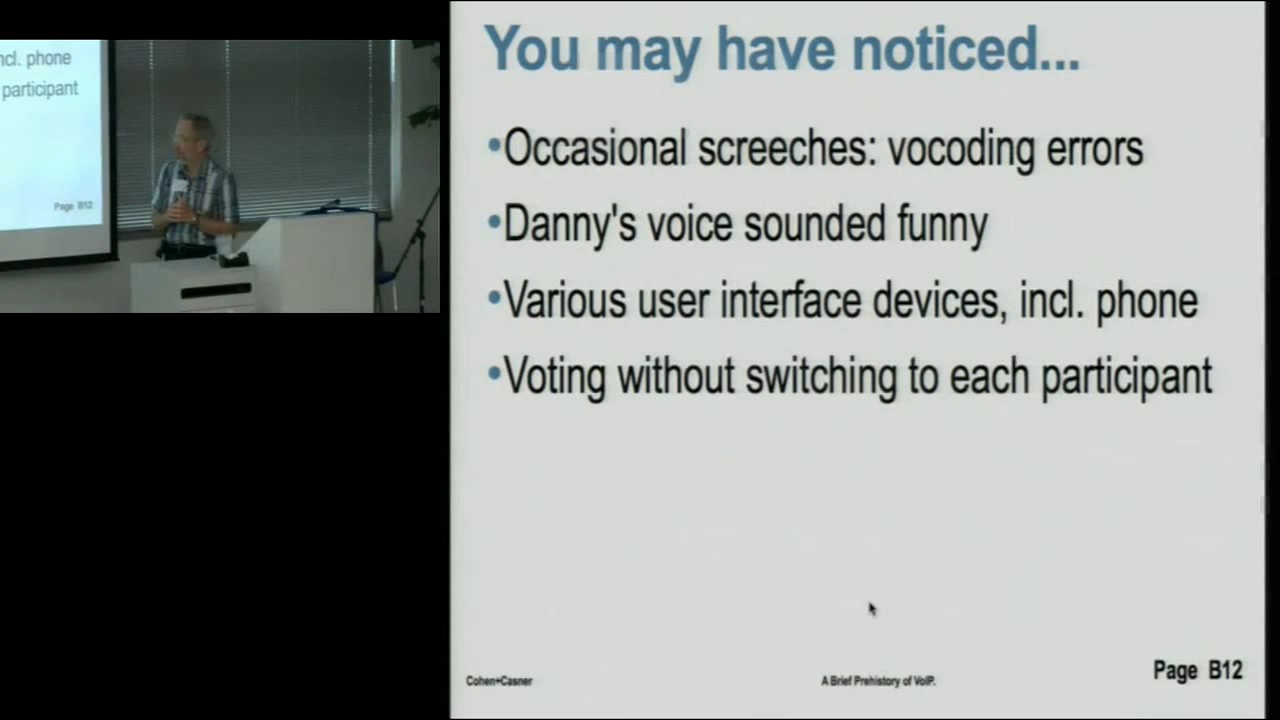 ncl. phone
participant
Page B12
You may have noticed...
•Occasional screeches: vocoding errors
•Danny's voice sounded funny
•Various user interface devices, incl. phone
•Voting without switching to each participant
Cohen+Casner
A Brief Prehistory of VoIP.
Page B12